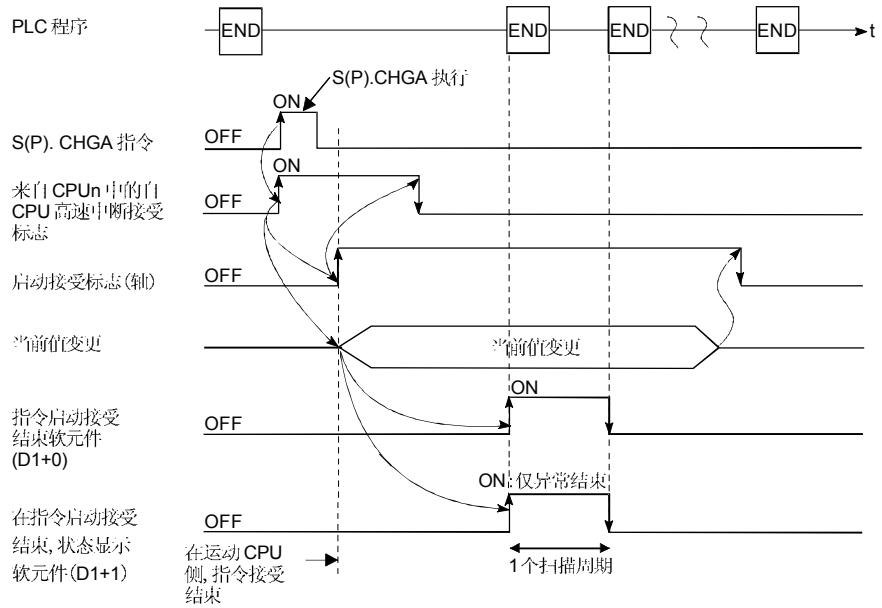 PLC 程序
END
END
END
END
t
S(P).CHGA 执行
ON
S(P). CHGA 指令
OFF
ON
来自 CPUn 中的自
CPU 高速中断接受
标志
OFF
启动接受标志(轴)
OFF
当前值变更
当前值变更
ON
指令启动接受
结束软元件
(D1+0)
OFF
ON:仅异常结束
在指令启动接受
结束, 状态显示
软元件(D1+1)
OFF
在运动 CPU
侧, 指令接受
结束
1个扫描周期